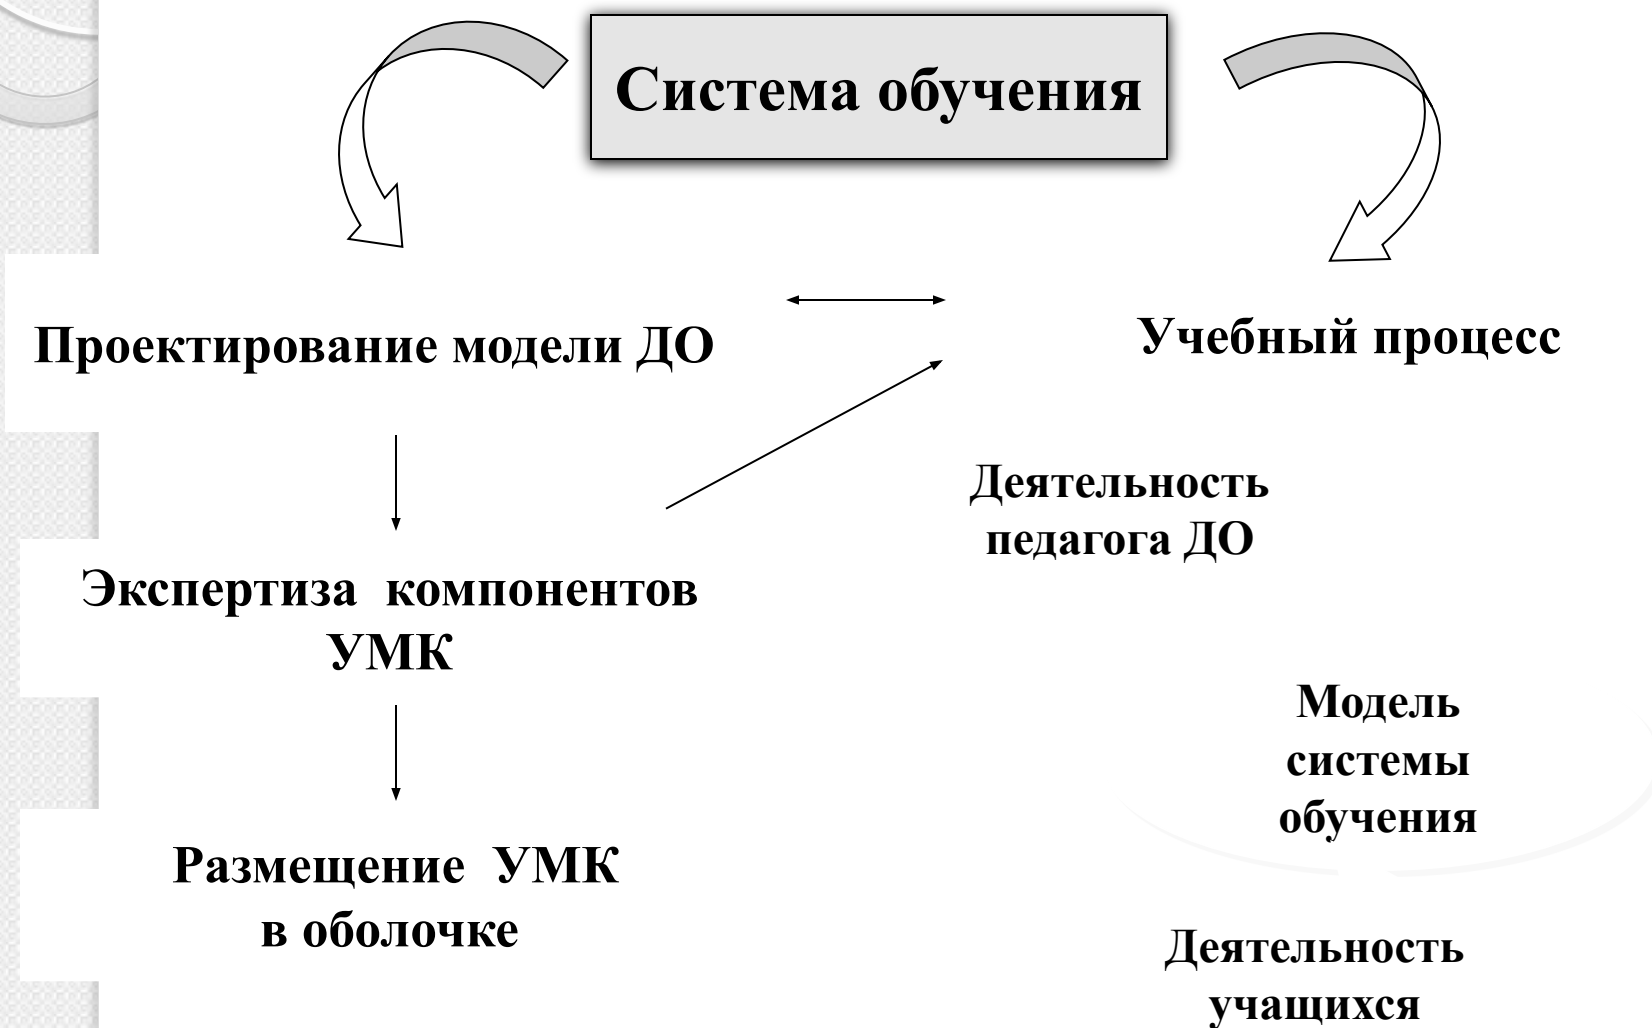 Система обучения
Проектирование модели ДО
Учебный процесс
Деятельность
педагога ДО
Экспертиза компонентов
УМК
Модель
системы
обучения
Размещение УМК
в оболочке
Деятельность
учащихся